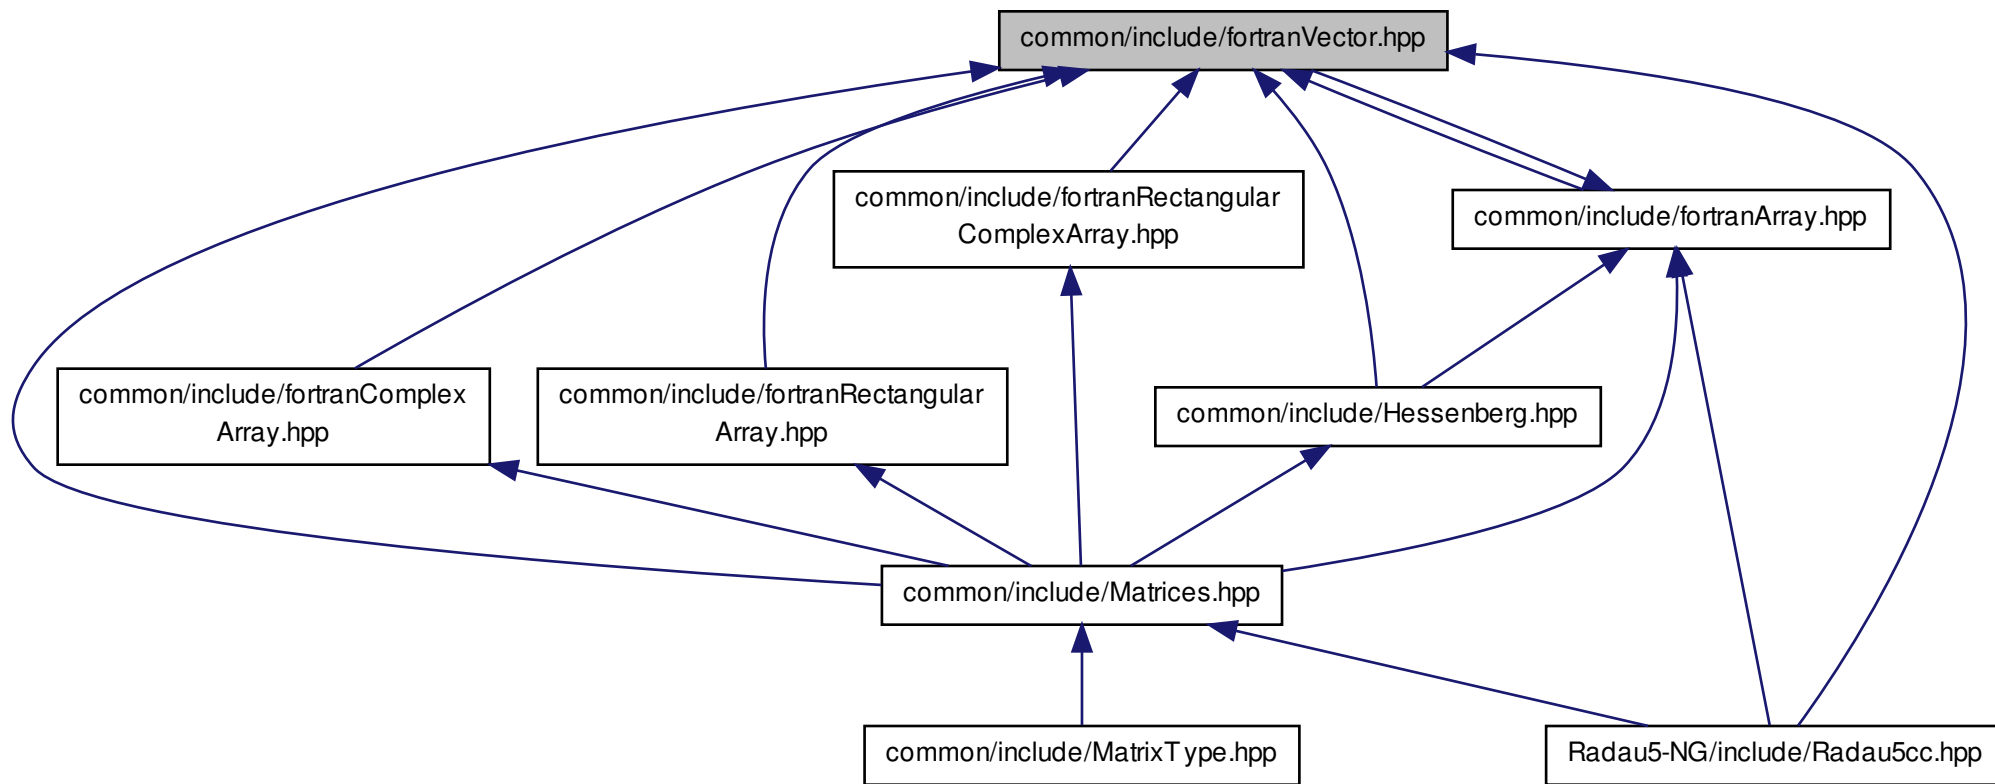 common/include/fortranVector.hpp
common/include/fortranRectangular
ComplexArray.hpp
common/include/fortranArray.hpp
common/include/fortranComplex
Array.hpp
common/include/fortranRectangular
Array.hpp
common/include/Hessenberg.hpp
common/include/Matrices.hpp
common/include/MatrixType.hpp
Radau5-NG/include/Radau5cc.hpp